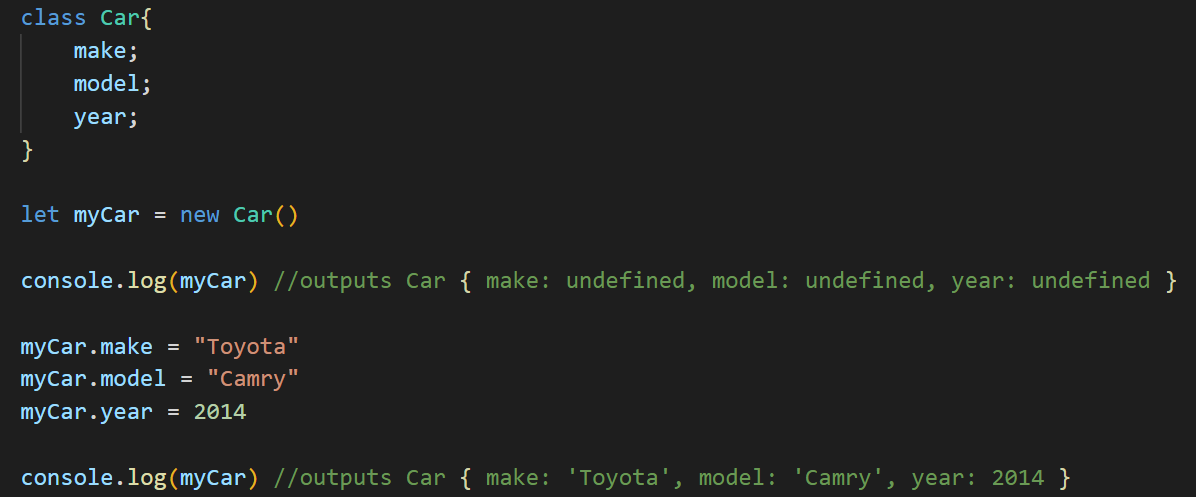 class Car{
    make;
    model;
    year;
}
let myCar = new Car()
console.log(myCar) //outputs Car { make: undefined, model: undefined, year: undefined }
myCar.make = "Toyota"
myCar.model = "Camry"
myCar.year = 2014
console.log(myCar) //outputs Car { make: 'Toyota', model: 'Camry', year: 2014 }